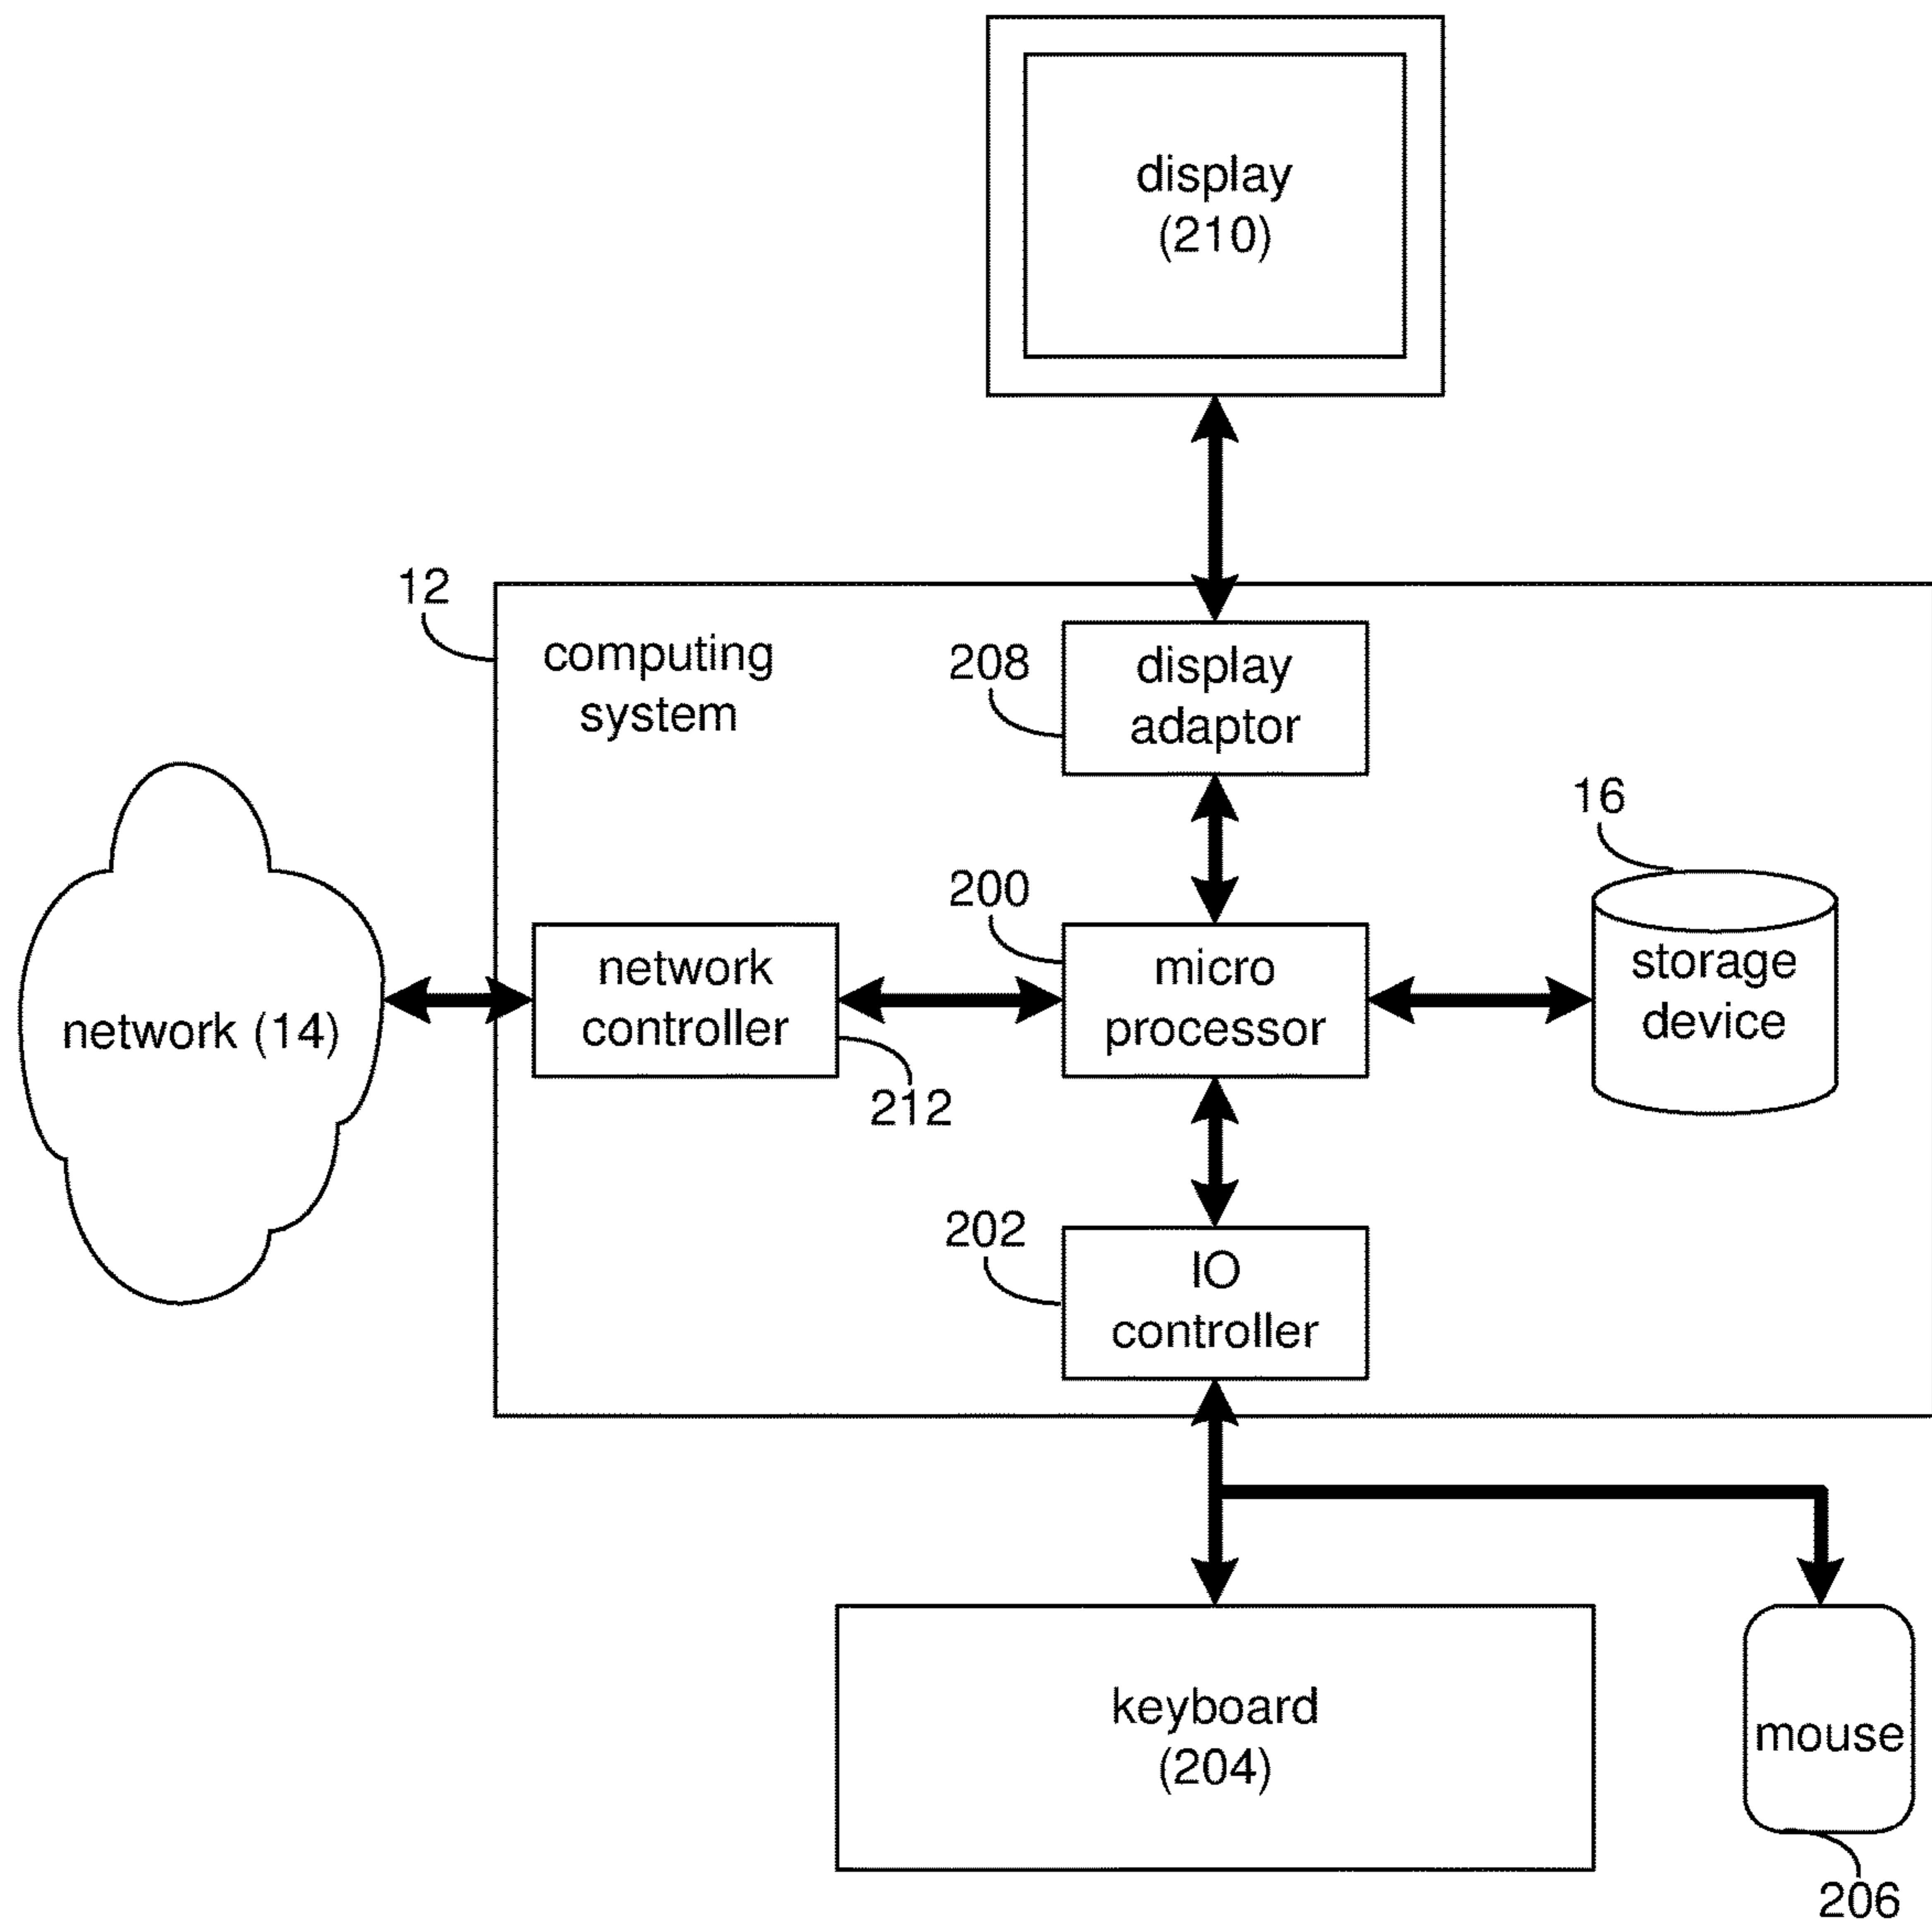 display
(210)
12
computing
system
208
display
adaptor
16
200
network
controller
micro
processor
storage
device
network (14)
212
202
IO
controller
keyboard
(204)
mouse
206